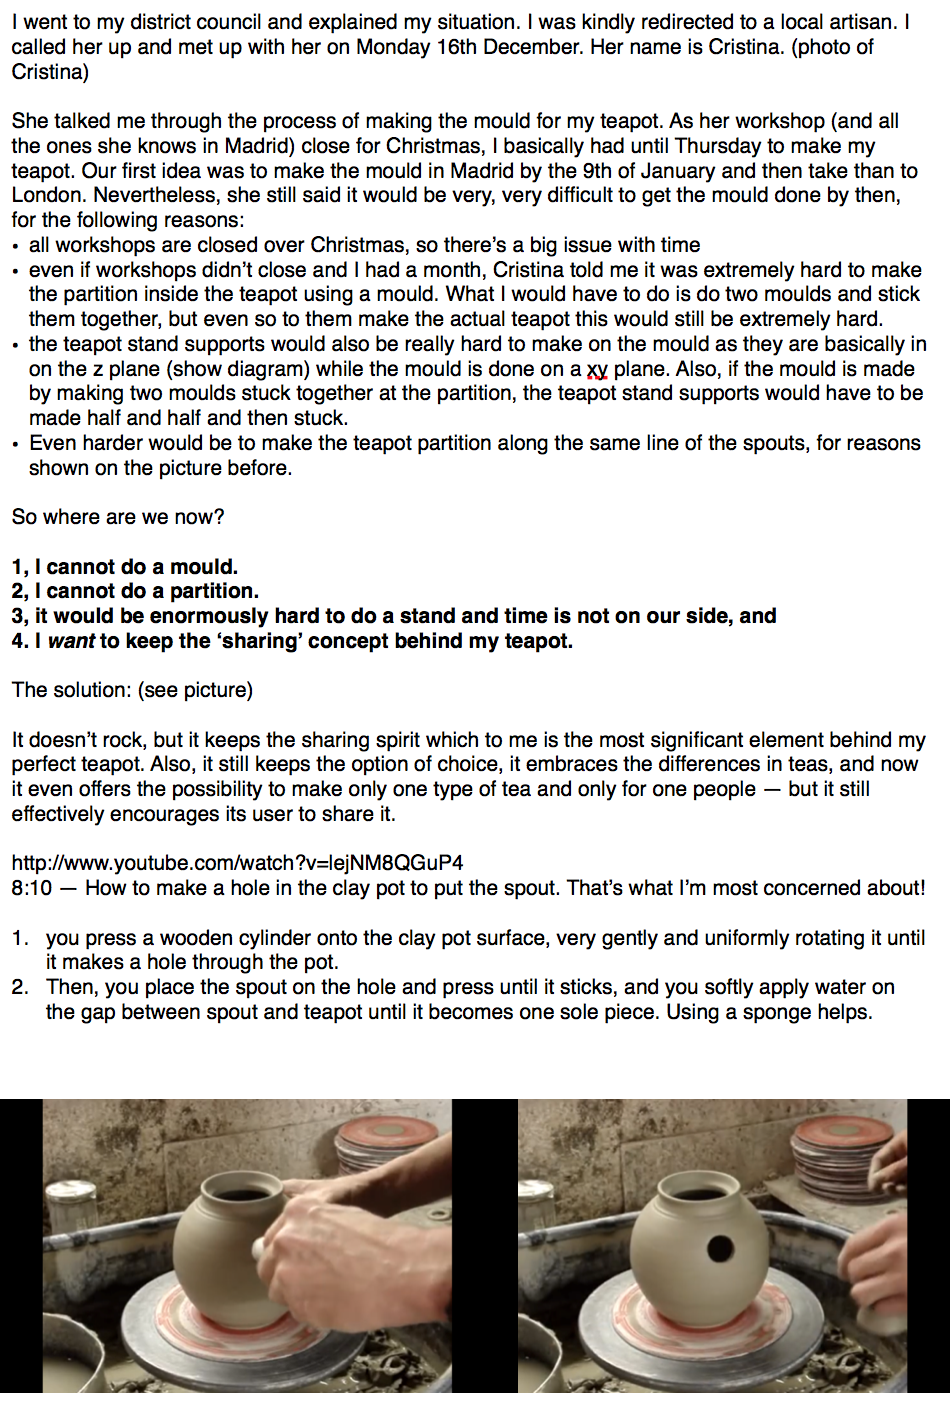 I went to my district council and explained my situation. I was kindly redirected to a local artisan. I
called her up and met up with her on Monday 16th December. Her name is Cristina. (photo of
Cristina)
She talked me through the process of making the mould for my teapot. As her workshop (and all
the ones she knows in Madrid) close for Christmas, I basically had until Thursday to make my
teapot. Our first idea was to make the mould in Madrid by the 9th of January and then take than to
London. Nevertheless, she still said it would be very, very difficult to get the mould done by then,
for the following reasons:
• all workshops are closed over Christmas, so there's a big issue with time
• even if workshops didn't close and I had a month, Cristina told me it was extremely hard to make
the partition inside the teapot using a mould. What I would have to do is do two moulds and stick
them together, but even so to them make the actual teapot this would still be extremely hard.
• the teapot stand supports would also be really hard to make on the mould as they are basically in
on the z plane (show diagram) while the mould is done on a xy plane. Also, if the mould is made
by making two moulds stuck together at the partition, the teapot stand supports would have to be
made half and half and then stuck.
• Even harder would be to make the teapot partition along the same line of the spouts, for reasons
shown on the picture before.
So where are we now?
1, I cannot do a mould.
2, I cannot do a partition.
3, it would be enormously hard to do a stand and time is not on our side, and
4. I want to keep the 'sharing' concept behind my teapot.
The solution: (see picture)
It doesn't rock, but it keeps the sharing spirit which to me is the most significant element behind my
perfect teapot. Also, it still keeps the option of choice, it embraces the differences in teas, and now
it even offers the possibility to make only one type of tea and only for one people — but it still
effectively encourages its user to share it.
http://www.youtube.com/watch?v=lejNM8QGuP4
8:10 — How to make a hole in the clay pot to put the spout. That's what I'm most concerned about!
1. you press a wooden cylinder onto the clay pot surface, very gently and uniformly rotating it until
it makes a hole through the pot.
2. Then, you place the spout on the hole and press until it sticks, and you softly apply water on
the gap between spout and teapot until it becomes one sole piece. Using a sponge helps.